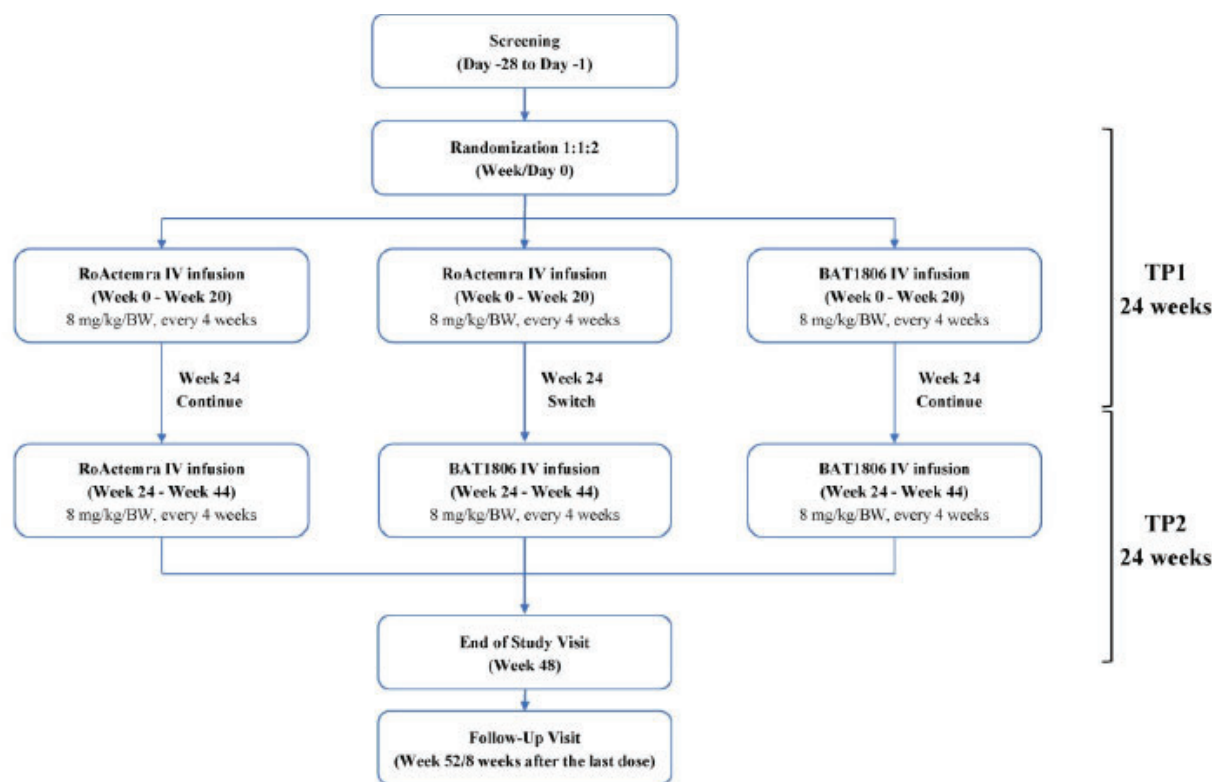 Screening
(Day -28 to Day -1)
Randomization 1:1:2
(Week/Day 0)
RoActemra IV infusion
(Week 0 - Week 20)
8 mg/kg/BW, every 4 weeks
RoActemra IV infusion
(Week 0 - Week 20)
8 mg/kg/BW, every 4 weeks
BAT1806 IV infusion
(Week 0 - Week 20)
8 mg/kg/BW, every 4 weeks
TP1
24 weeks
Week 24
Continue
Week 24
Switch
Week 24
Continue
RoActemra IV infusion
(Week 24 - Week 44)
8 mg/kg/BW, every 4 weeks
BAT1806 IV infusion
(Week 24 - Week 44)
8 mg/kg/BW, every 4 weeks
BAT1806 IV infusion
(Week 24 - Week 44)
8 mg/kg/BW, every 4 weeks
TP2
24 weeks
End of Study Visit
(Week 48)
Follow-Up Visit
(Week 52/8 weeks after the last dose)